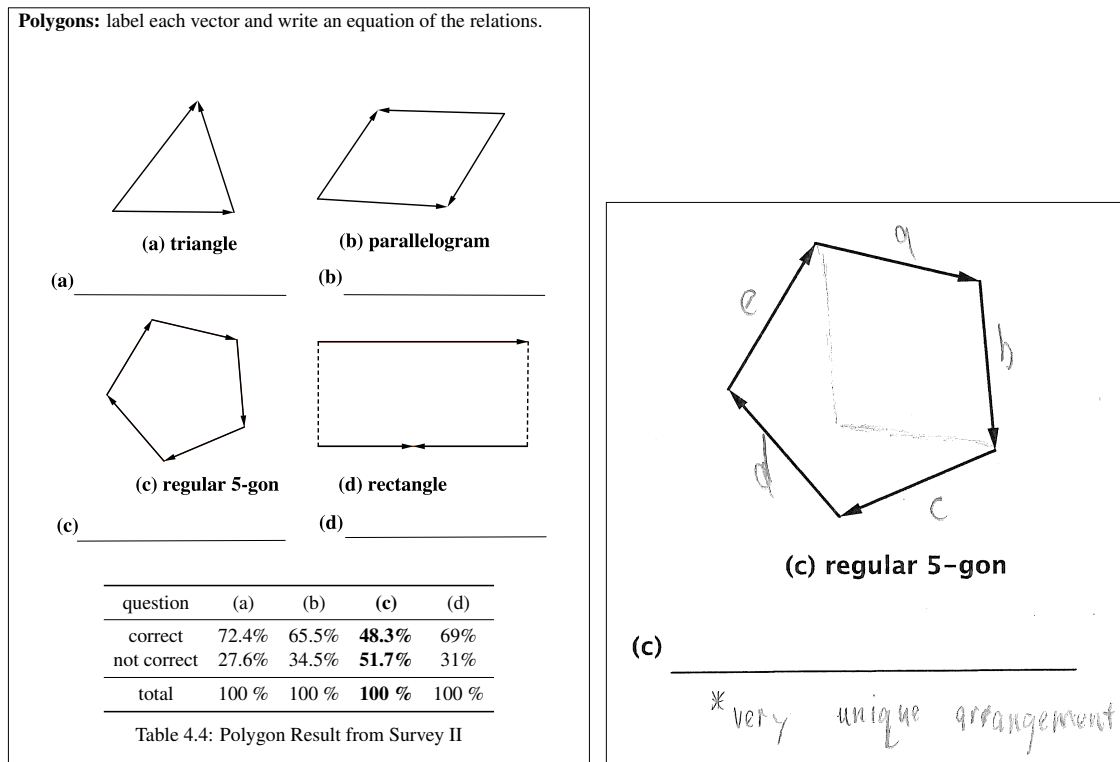 Polygons: label each vector and write an equation of the relations.
(a) triangle
(b) parallelogram
(a)
(b)
(c) regular 5-gon
(d) rectangle
(c)
(d)
question (a) (b) (c) (d)
correct 72.4% 65.5% 48.3% 69%
not correct 27.6% 34.5% 51.7% 31%
total 100 % 100 % 100 % 100 %
Table 4.4: Polygon Result from Survey II
a
e
b
d
c
(c) regular 5-gon
(c)
*very unique arrangement